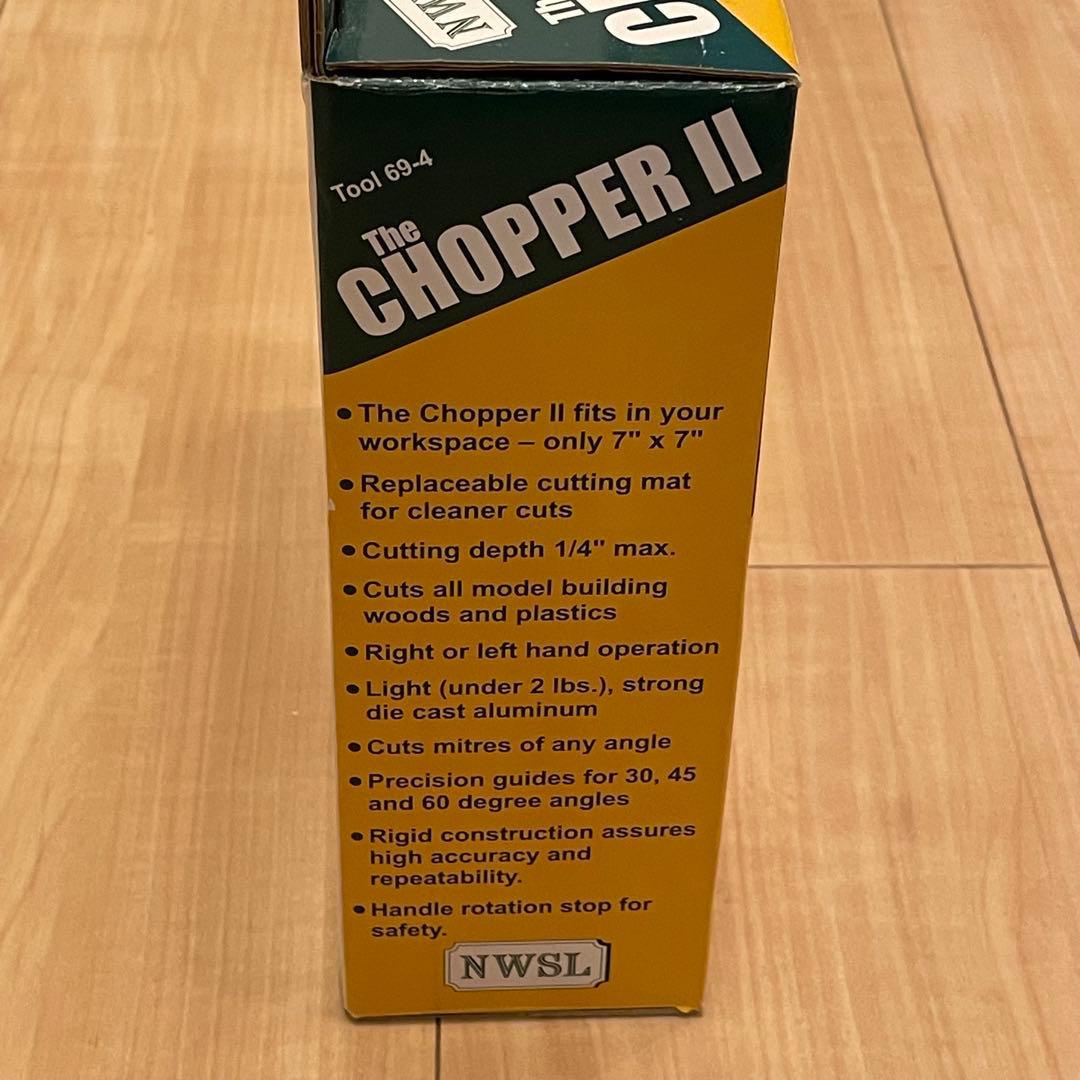 NW
Th
C
Tool 69-4
The
CHOPPER II
• The Chopper II fits in your
workspace – only 7" x 7"
• Replaceable cutting mat
for cleaner cuts
• Cutting depth 1/4" max.
• Cuts all model building
woods and plastics
• Right or left hand operation
• Light (under 2 lbs.), strong
die cast aluminum
• Cuts mitres of any angle
• Precision guides for 30, 45
and 60 degree angles
• Rigid construction assures
high accuracy and
repeatability.
• Handle rotation stop for
safety.
NWSL